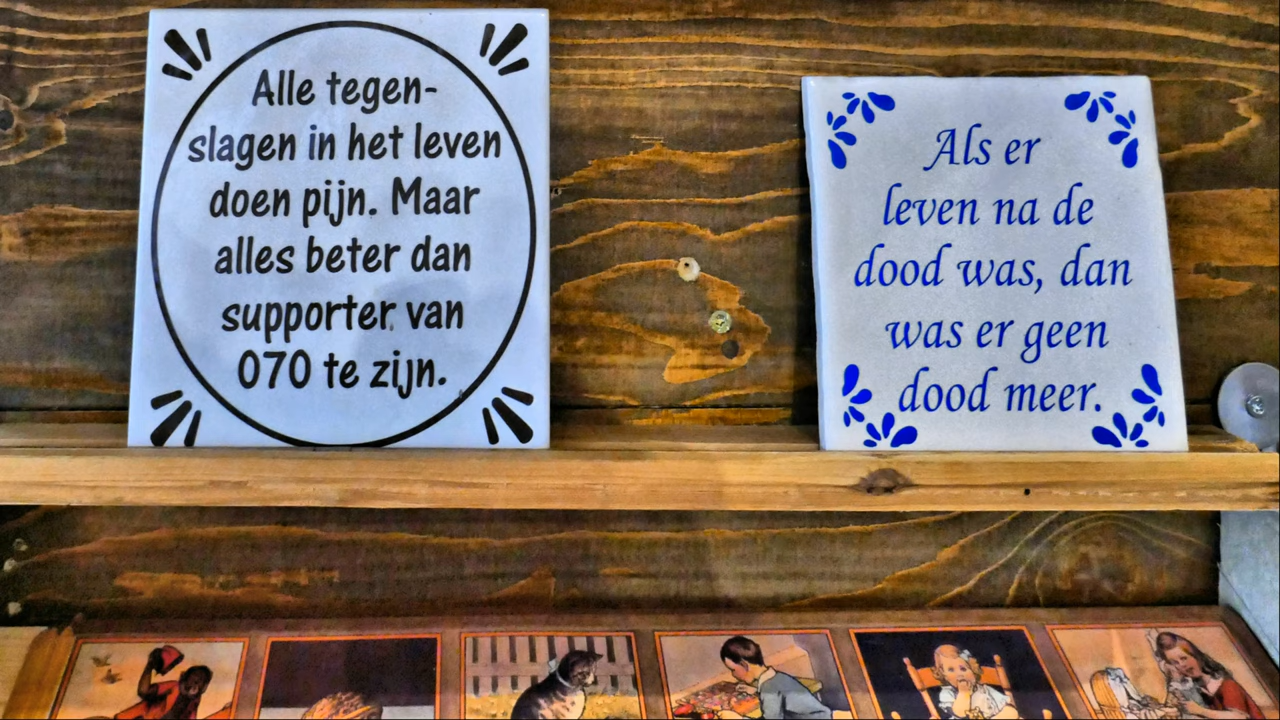 Alle tegen-
slagen in het leven
doen pijn. Maar
alles beter dan
supporter van
070 te zijn.
Als er
leven na de
dood was, dan
was er geen
dood meer.